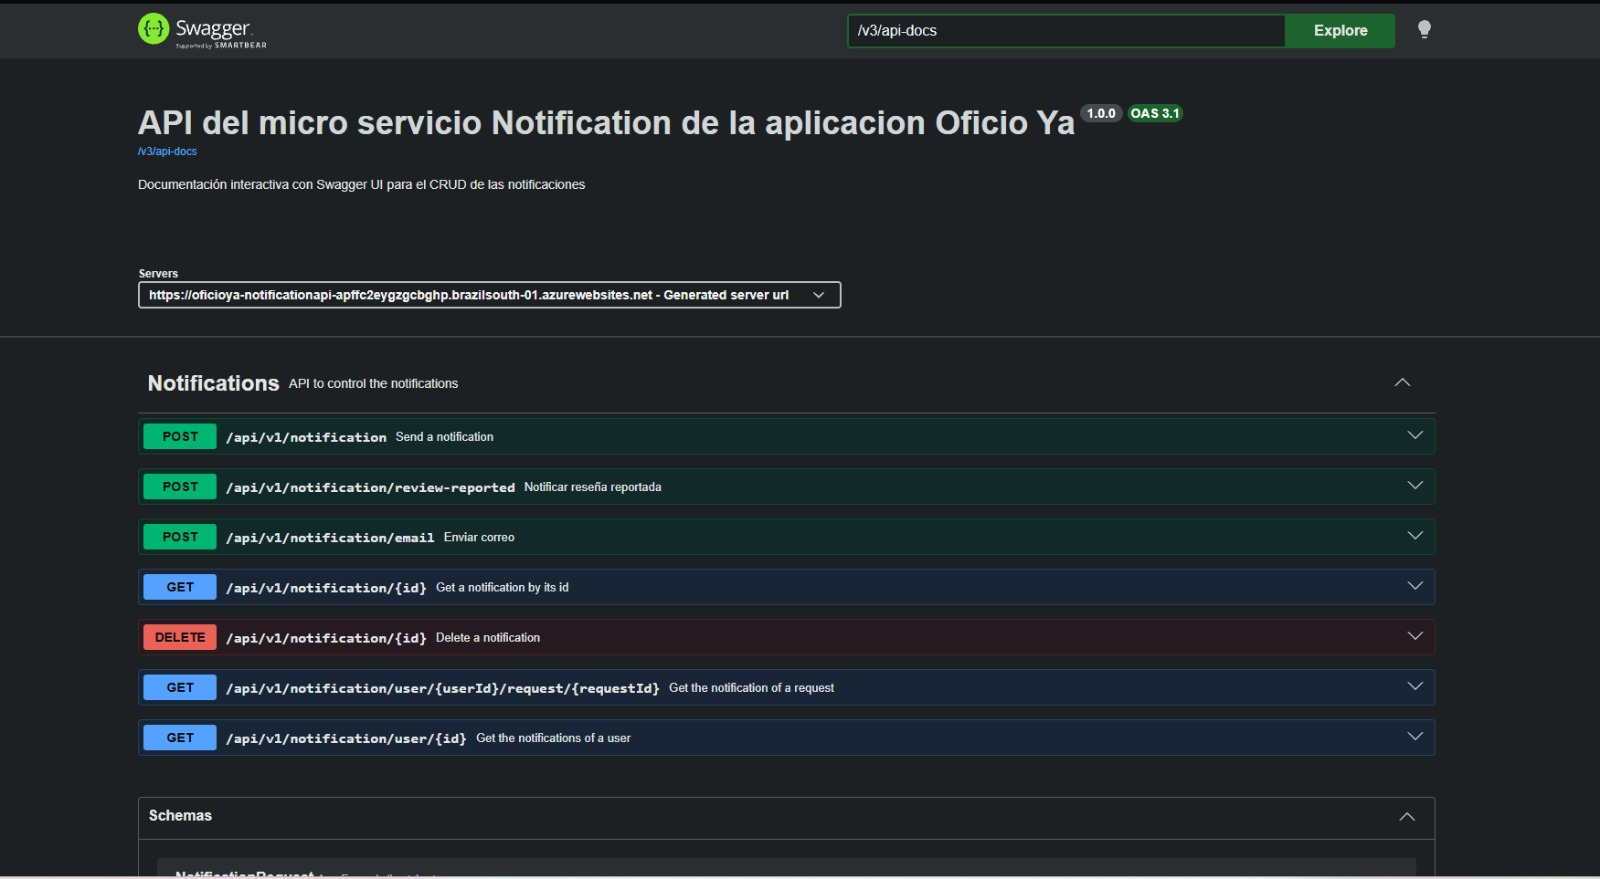 Swagger
Supported by SMARTBEAR
/v3/api-docs
Explore
API del micro servicio Notification de la aplicacion Oficio Ya 1.0.0 OAS 3.1
/v3/api-docs
Documentación interactiva con Swagger UI para el CRUD de las notificaciones
Servers
https://oficioya-notificationapi-apffc2eygzgcbghp.brazilsouth-01.azurewebsites.net - Generated server url
Notifications API to control the notifications
POST /api/v1/notification Send a notification
POST /api/v1/notification/review-reported Notificar reseña reportada
POST /api/v1/notification/email Enviar correo
GET /api/v1/notification/{id} Get a notification by its id
DELETE /api/v1/notification/{id} Delete a notification
GET /api/v1/notification/user/{userId}/request/{requestId} Get the notification of a request
GET /api/v1/notification/user/{id} Get the notifications of a user
Schemas
NotificationRequest